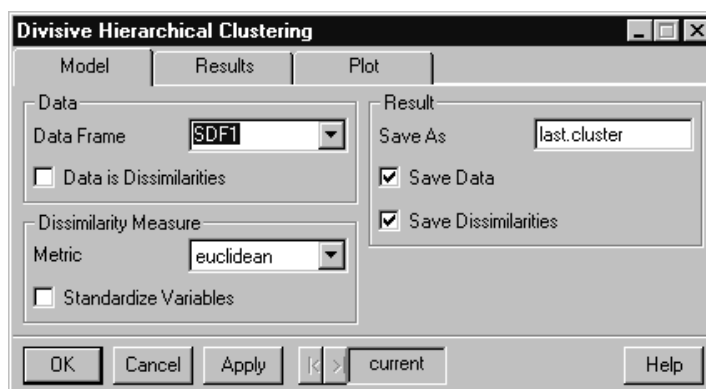 Divisive Hierarchical Clustering
Model Results Plot
Data
Data Frame SDF1
Data is Dissimilarities
Dissimilarity Measure
Metric euclidean
Standardize Variables
Result
Save As last.cluster
Save Data
Save Dissimilarities
OK Cancel Apply current Help